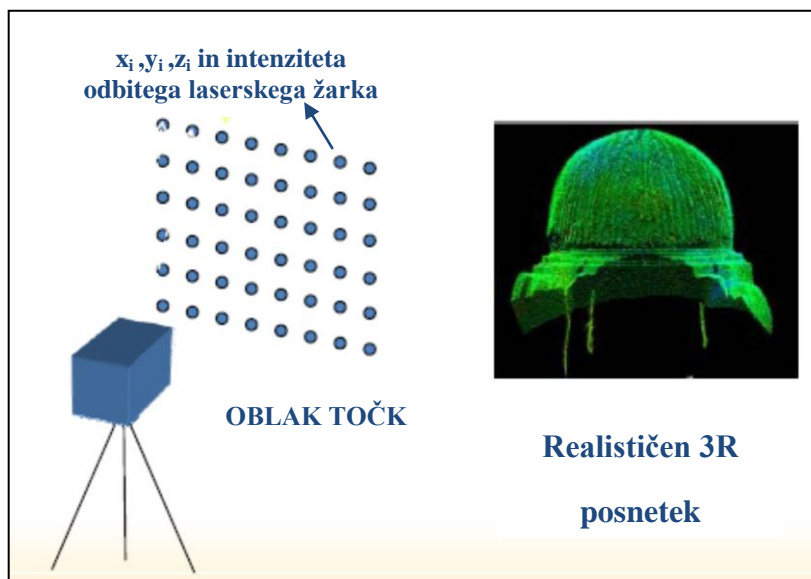 xᵢ ,yᵢ ,zᵢ in intenziteta
odbitega laserskega žarka
OBLAK TOČK
Realističen 3R
posnetek